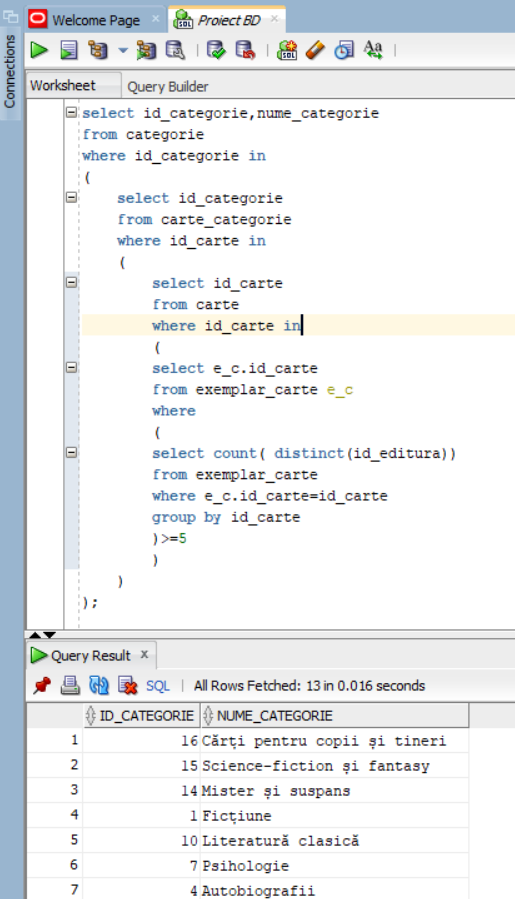 Welcome Page
Proiect BD
Connections
SQL
SQL
Aa
Worksheet
Query Builder
select id_categorie,nume_categorie
from categorie
where id_categorie in
(
select id_categorie
from carte_categorie
where id_carte in
(
select id_carte
from carte
where id_carte in
(
select e_c.id_carte
from exemplar_carte e_c
where
(
select count( distinct(id_editura))
from exemplar_carte
where e_c.id_carte=id_carte
group by id_carte
)>=5
)
)
);
Query Result x
SQL | All Rows Fetched: 13 in 0.016 seconds
ID_CATEGORIE NUME_CATEGORIE
1 16 Cărți pentru copii și tineri
2 15 Science-fiction și fantasy
3 14 Mister și suspans
4 1 Ficțiune
5 10 Literatură clasică
6 7 Psihologie
7 4 Autobiografii